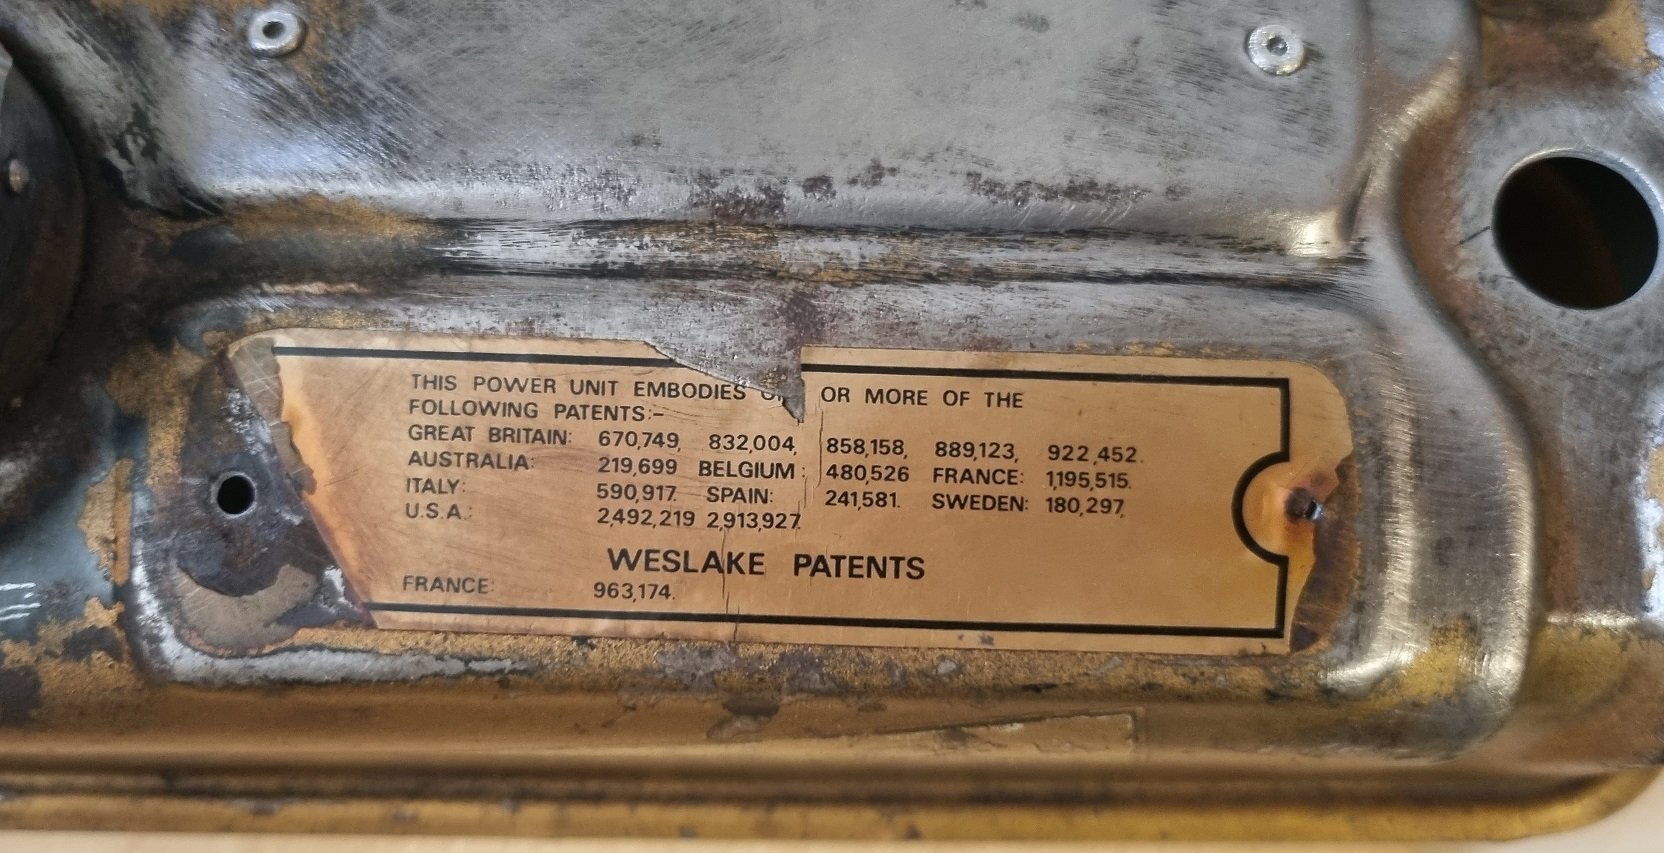 THIS POWER UNIT EMBODIES OR MORE OF THE
FOLLOWING PATENTS:-
GREAT BRITAIN: 670,749, 832,004, 858,158, 889,123, 922,452.
AUSTRALIA: 219,699 BELGIUM: 480,526 FRANCE: 1,195,515.
ITALY: 590,917. SPAIN: 241,581. SWEDEN: 180,297,
U.S.A.: 2,492,219 2,913,927.
WESLAKE PATENTS
FRANCE: 963,174.